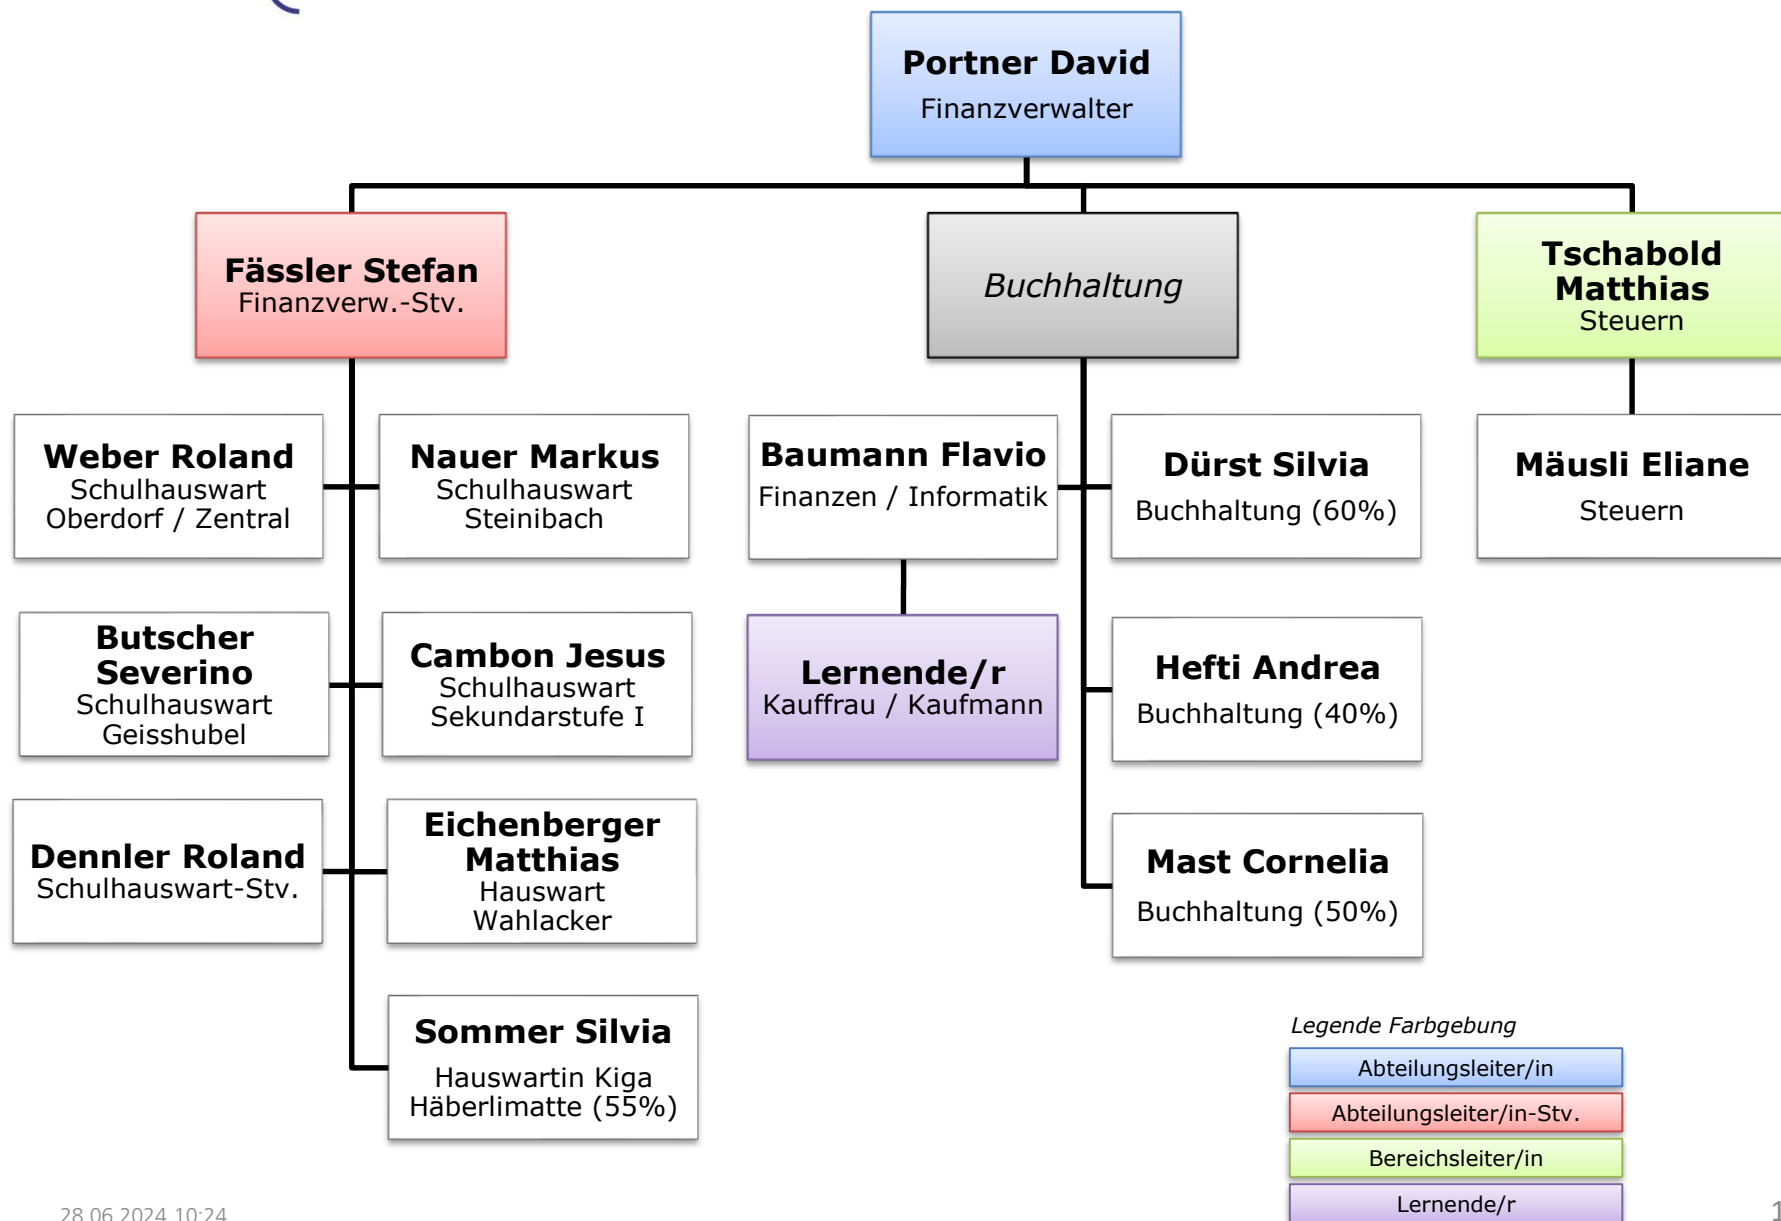 Portner David
Finanzverwalter
Fässler Stefan
Finanzverw.-Stv.
Buchhaltung
Tschabold
Matthias
Steuern
Weber Roland
Schulhauswart
Oberdorf / Zentral
Nauer Markus
Schulhauswart
Steinibach
Baumann Flavio
Finanzen / Informatik
Dürst Silvia
Buchhaltung (60%)
Mäusli Eliane
Steuern
Butscher
Severino
Schulhauswart
Geisshubel
Cambon Jesus
Schulhauswart
Sekundarstufe I
Lernende/r
Kauffrau / Kaufmann
Hefti Andrea
Buchhaltung (40%)
Dennler Roland
Schulhauswart-Stv.
Eichenberger
Matthias
Hauswart
Wahlacker
Mast Cornelia
Buchhaltung (50%)
Sommer Silvia
Hauswartin Kiga
Häberlimatte (55%)
Legende Farbgebung
Abteilungsleiter/in
Abteilungsleiter/in-Stv.
Bereichsleiter/in
Lernende/r
28.06.2024 10:24
1